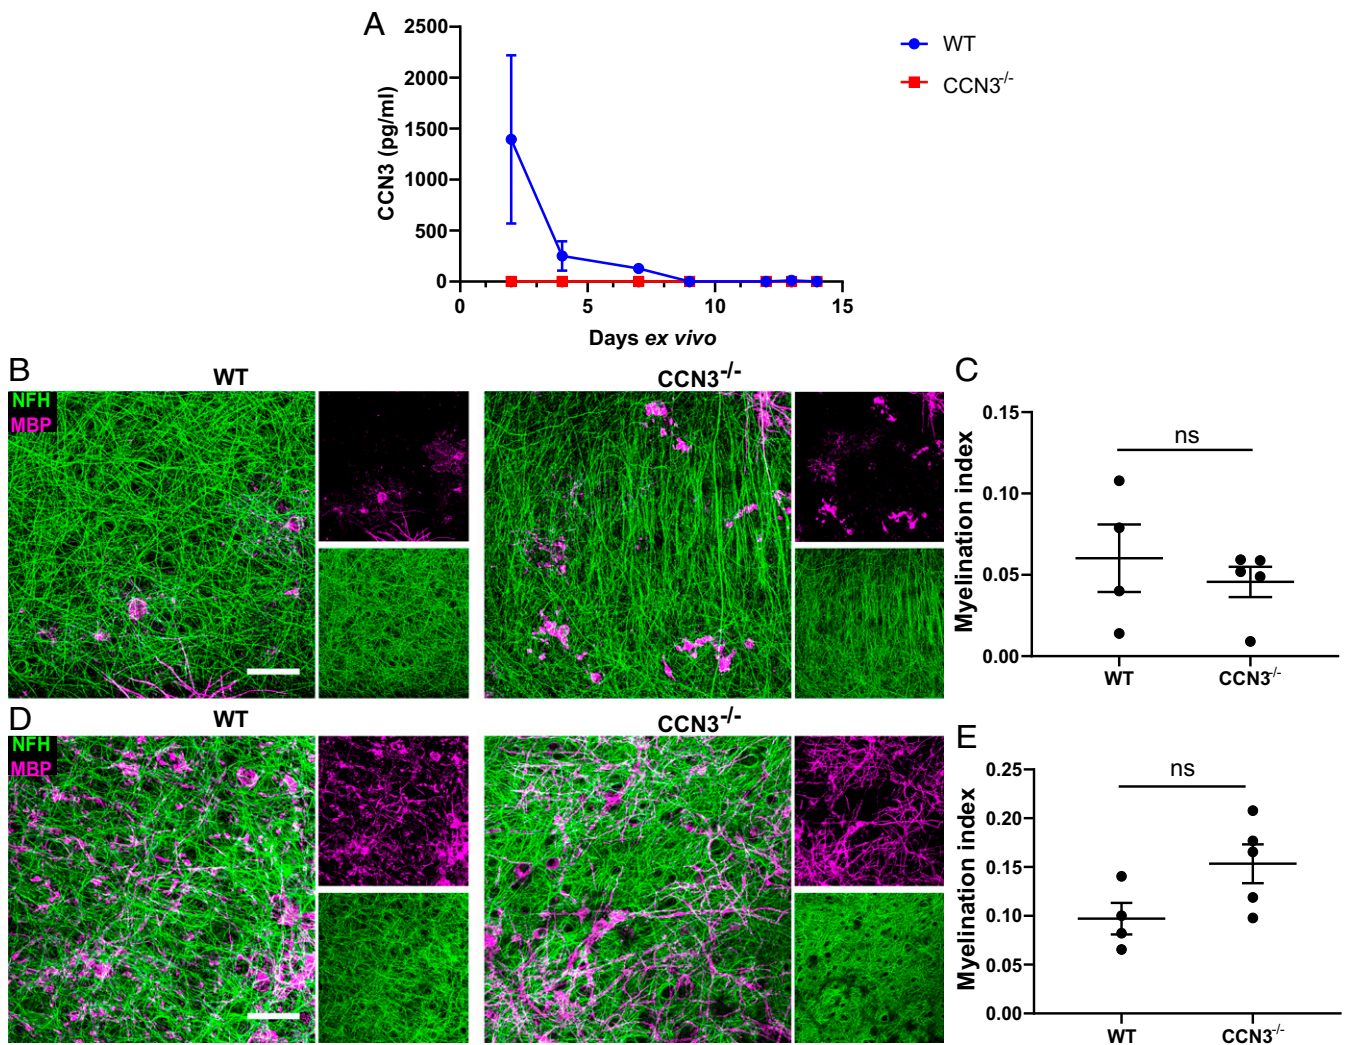 A
2500
2000
1500
1000
500
0
CCN3 (pg/ml)
0 5 10 15
Days ex vivo
WT
CCN3-/-
B
WT
CCN3-/-
NFH
MBP
C
0.15
0.10
0.05
0.00
Myelination index
ns
WT CCN3-/-
D
WT
CCN3-/-
NFH
MBP
E
0.25
0.20
0.15
0.10
0.05
0.00
Myelination index
ns
WT CCN3-/-